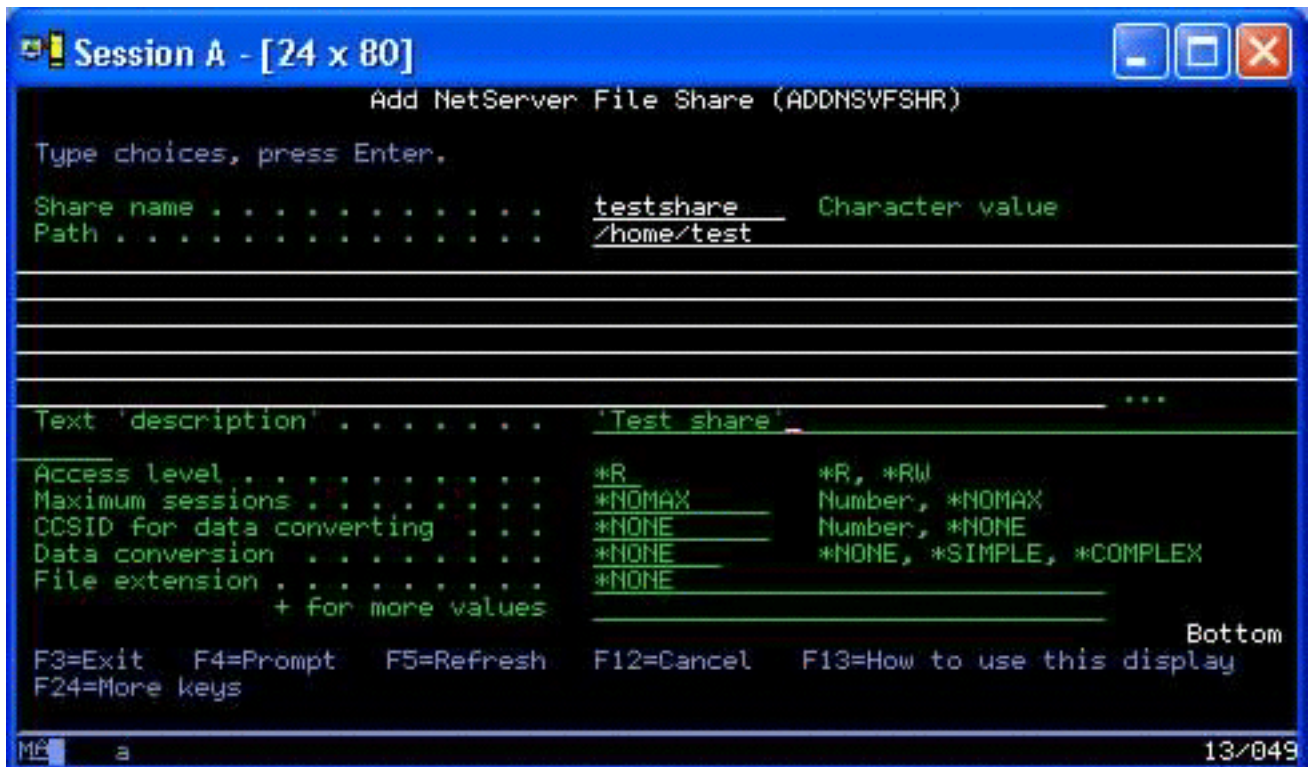 Session A - [24 x 80]
Add NetServer File Share (ADDNSVFSHR)
Type choices, press Enter.
Share name . . . . . . . . . . . testshare Character value
Path . . . . . . . . . . . . . . /home/test
...
Text 'description' . . . . . . . 'Test share'_
Access level . . . . . . . . . . *R *R, *RW
Maximum sessions . . . . . . . . *NOMAX Number, *NOMAX
CCSID for data converting . . . *NONE Number, *NONE
Data conversion . . . . . . . . *NONE *NONE, *SIMPLE, *COMPLEX
File extension . . . . . . . . . *NONE
+ for more values
Bottom
F3=Exit F4=Prompt F5=Refresh F12=Cancel F13=How to use this display
F24=More keys
MA a 13/049